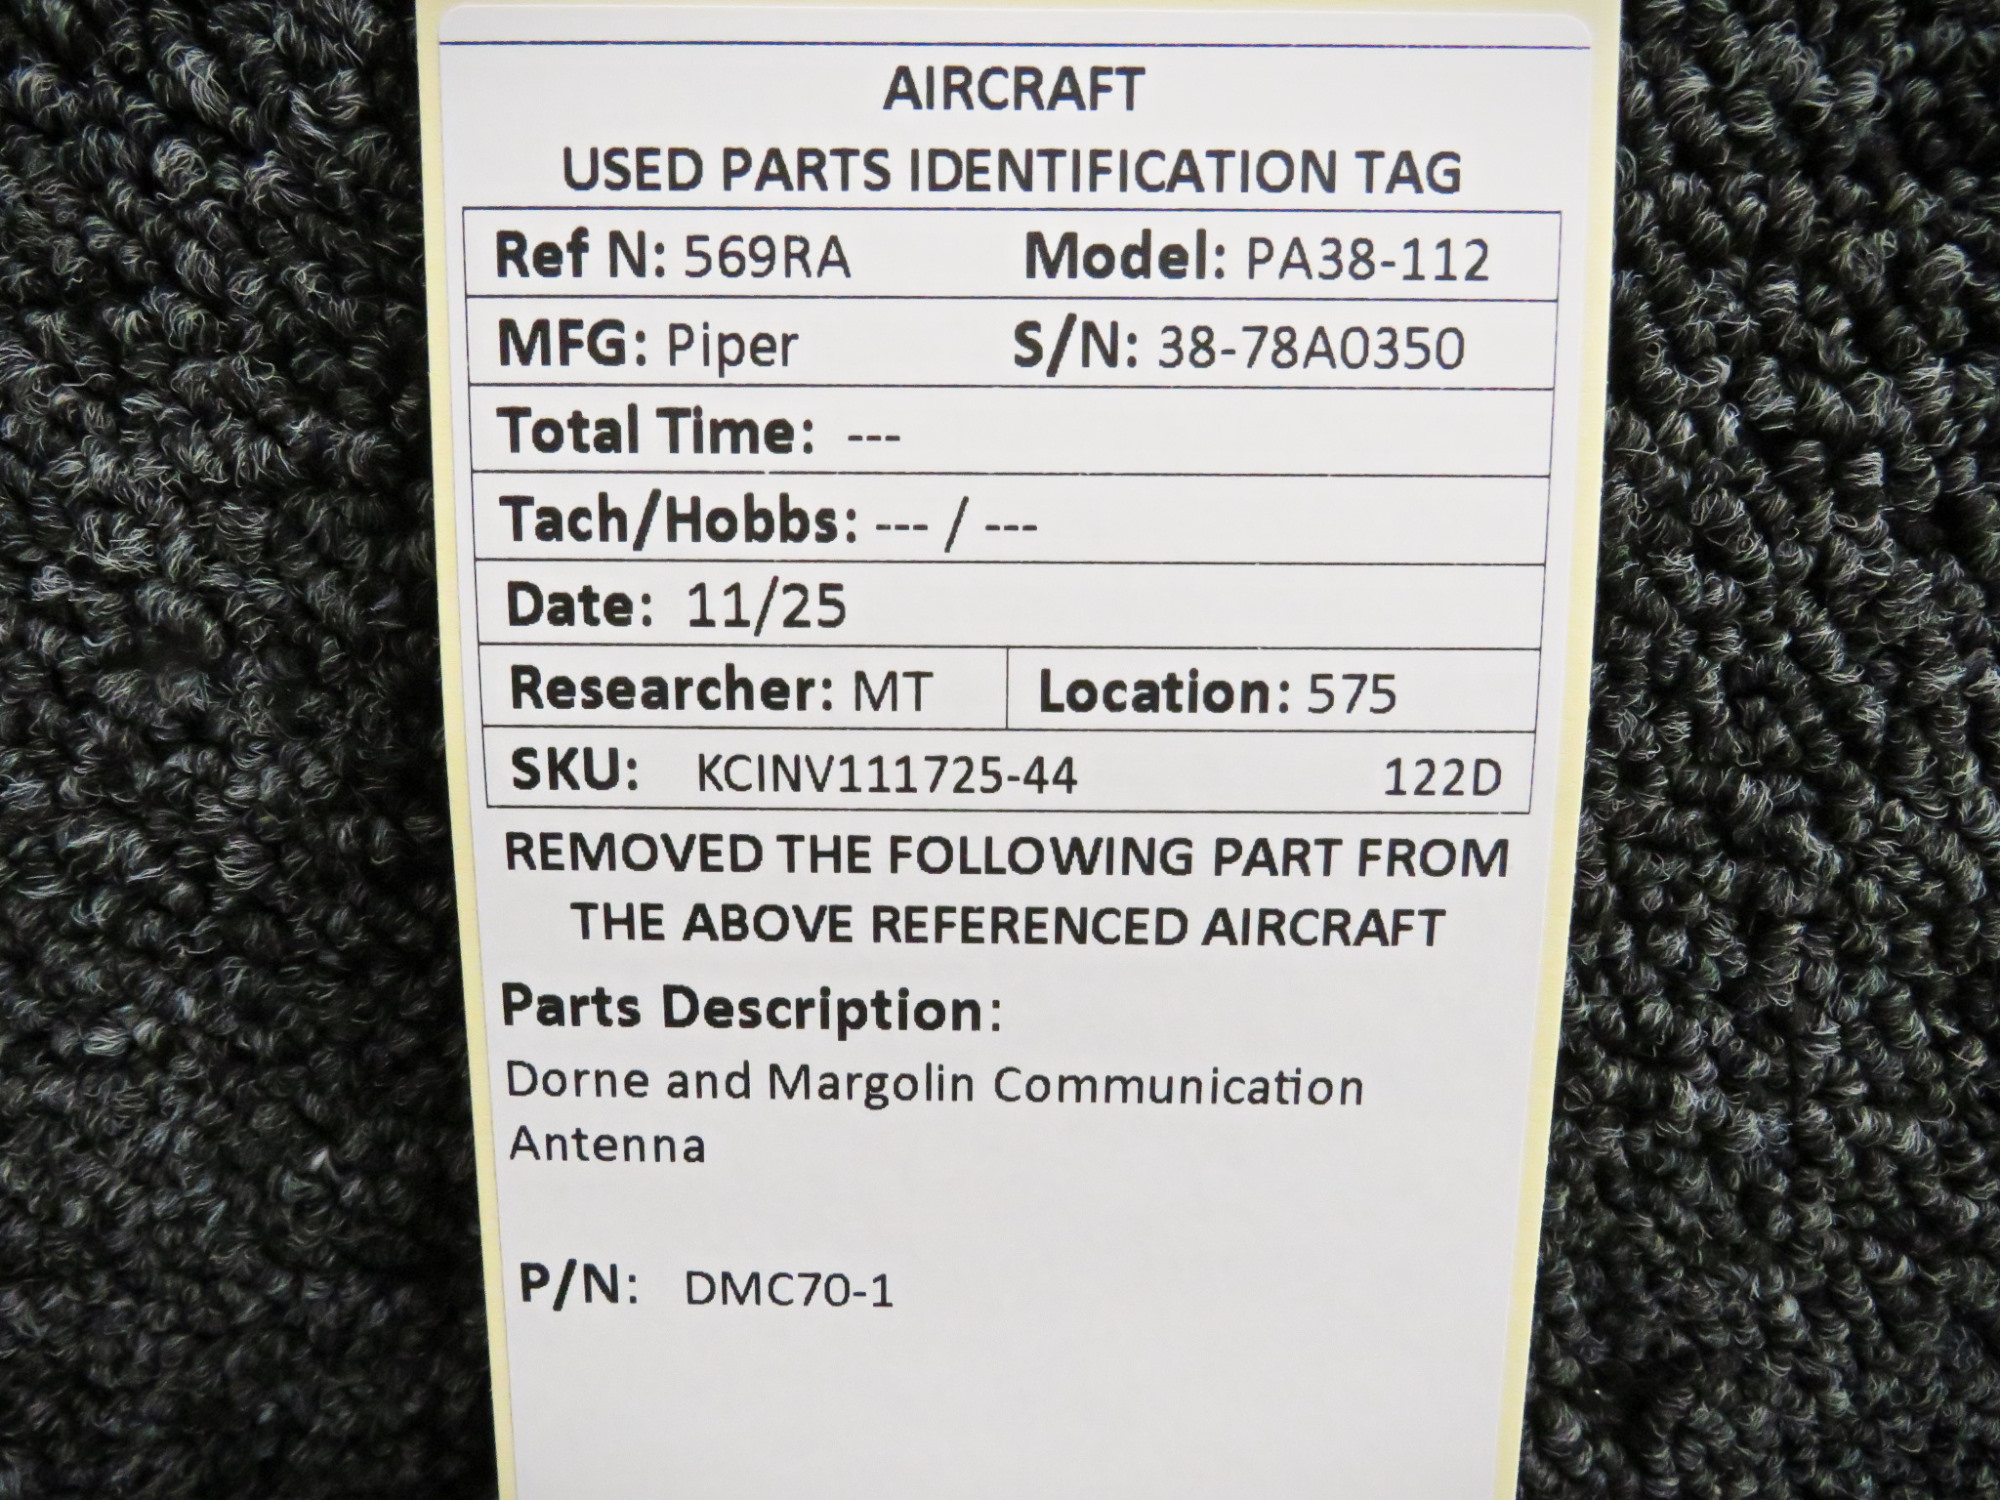 AIRCRAFT
USED PARTS IDENTIFICATION TAG
Ref N: 569RA Model: PA38-112
MFG: Piper S/N: 38-78A0350
Total Time: ---
Tach/Hobbs: --- / ---
Date: 11/25
Researcher: MT Location: 575
SKU: KCINV111725-44 122D
REMOVED THE FOLLOWING PART FROM
THE ABOVE REFERENCED AIRCRAFT
Parts Description:
Dorne and Margolin Communication
Antenna
P/N: DMC70-1